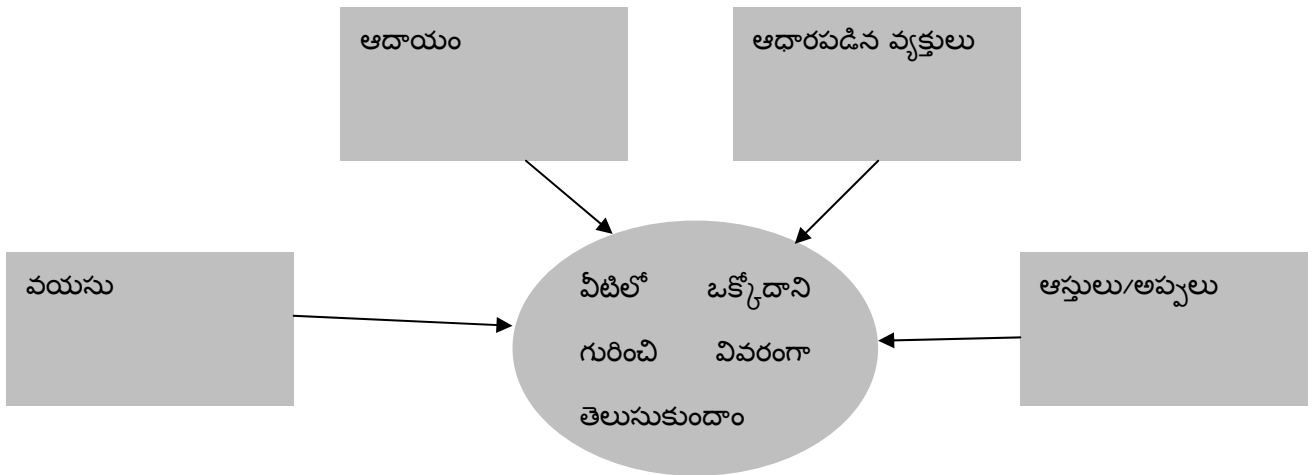 ఆదాయం
ఆధారపడిన వ్యక్తులు
వయసు
వీటిలో ఒక్కోదాని
గురించి వివరంగా
తెలుసుకుందాం
ఆస్తులు/అప్పులు